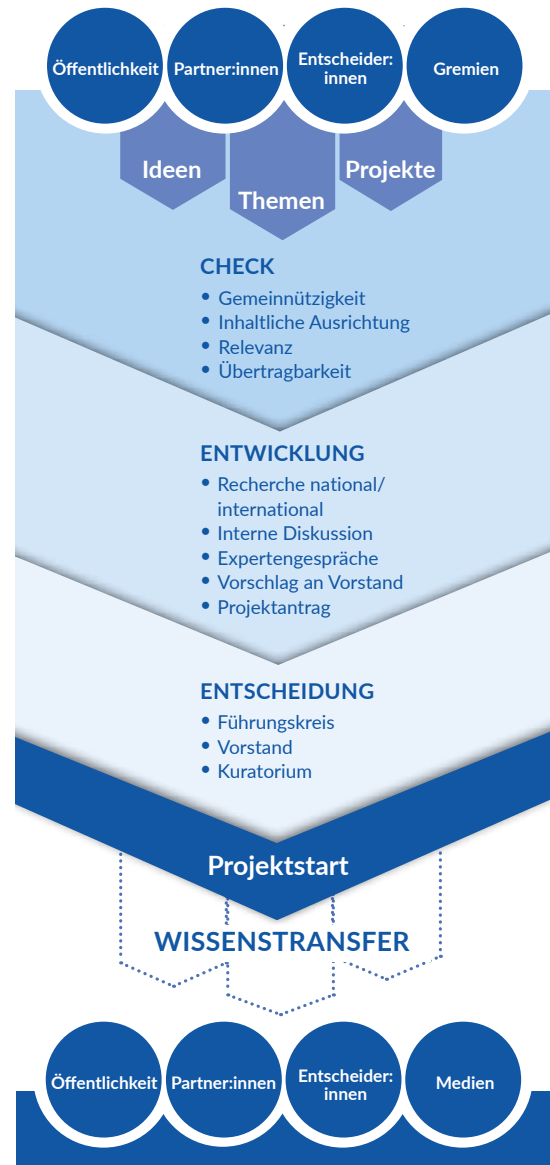 Öffentlichkeit
Partner:innen
Entscheider:
innen
Gremien
Ideen
Themen
Projekte
CHECK
• Gemeinnützigkeit
• Inhaltliche Ausrichtung
• Relevanz
• Übertragbarkeit
ENTWICKLUNG
• Recherche national/
international
• Interne Diskussion
• Expertengespräche
• Vorschlag an Vorstand
• Projektantrag
ENTSCHEIDUNG
• Führungskreis
• Vorstand
• Kuratorium
Projektstart
WISSENSTRANSFER
Öffentlichkeit
Partner:innen
Entscheider:
innen
Medien